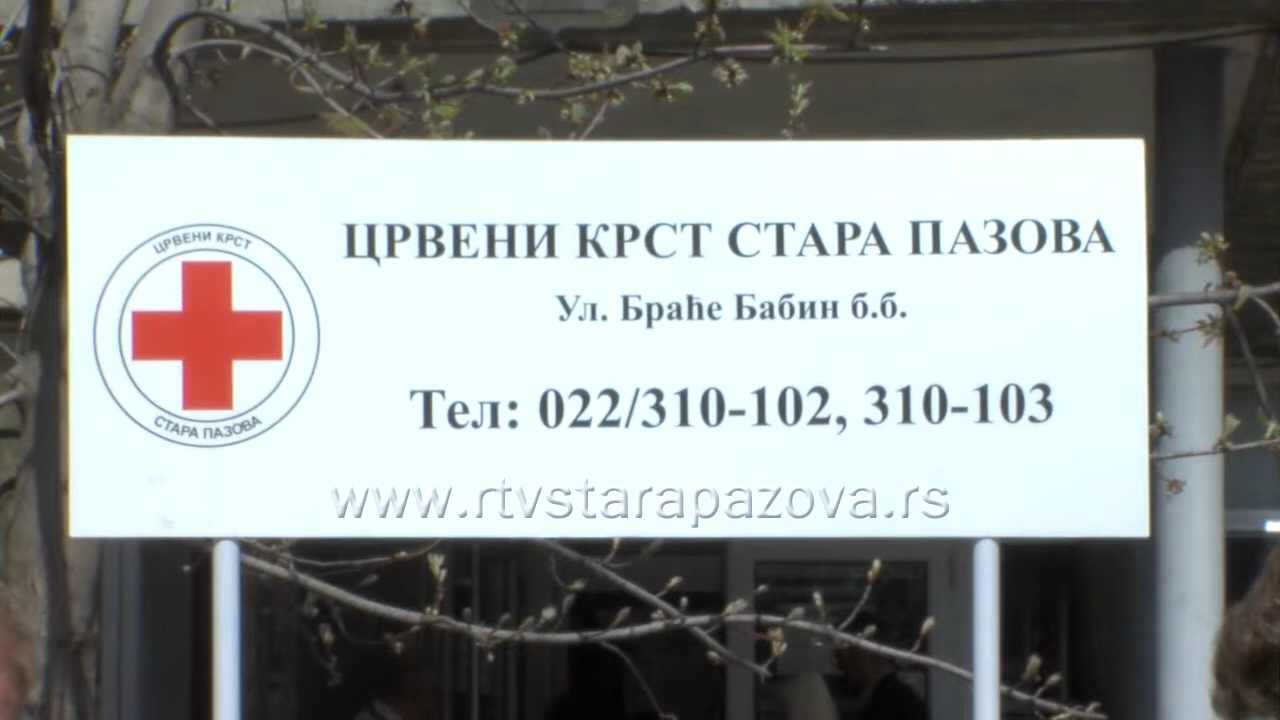 ЦРВЕНИ КРСТ
СТАРА ПАЗОВА
ЦРВЕНИ КРСТ СТАРА ПАЗОВА
Ул. Браће Бабин б.б.
Тел: 022/310-102, 310-103
www.rtvstarapazova.rs